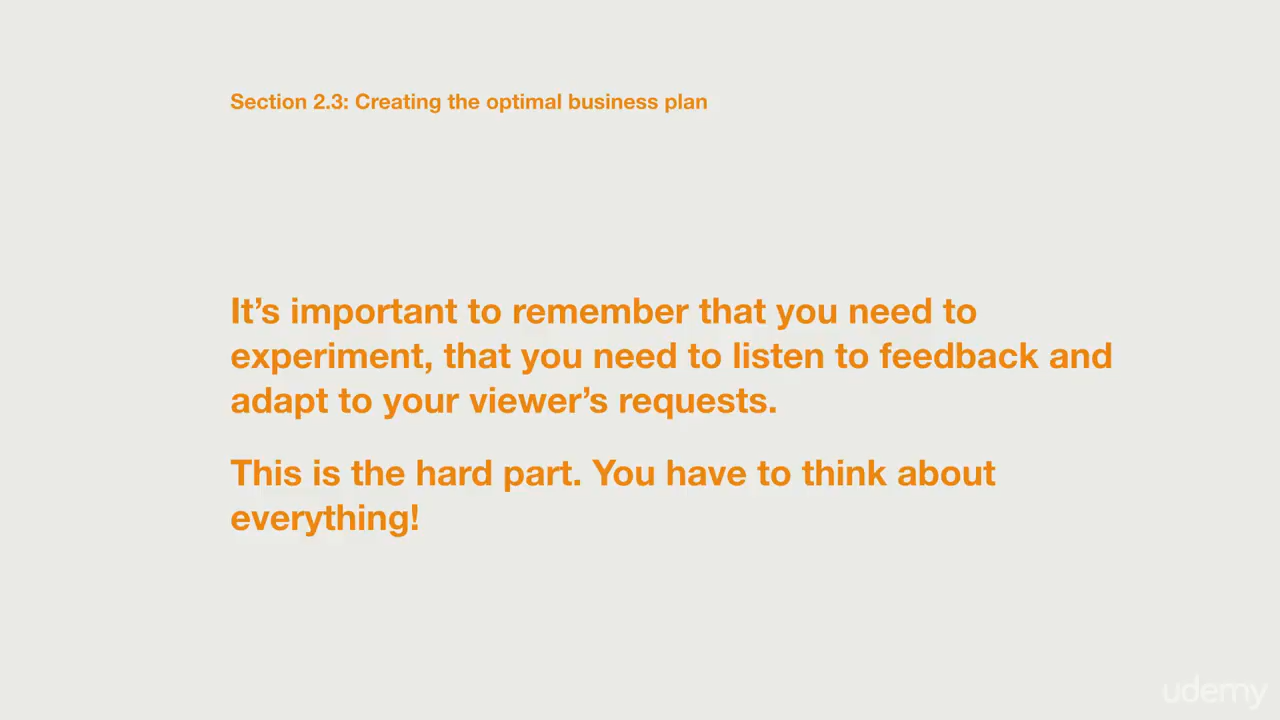 Section 2.3: Creating the optimal business plan
It’s important to remember that you need to
experiment, that you need to listen to feedback and
adapt to your viewer’s requests.
This is the hard part. You have to think about
everything!
udemy